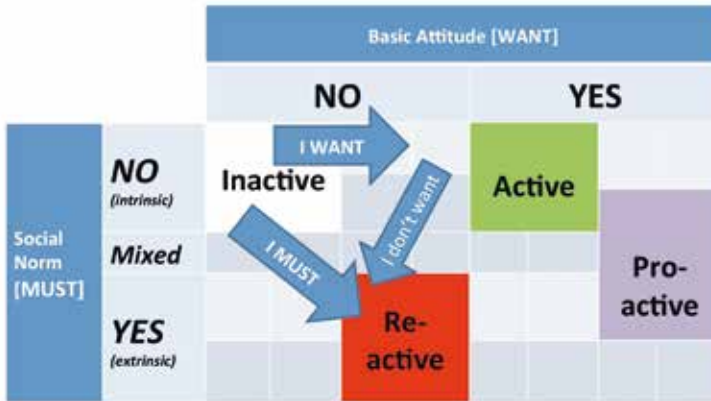 Basic Attitude [WANT]
NO
YES
Social
Norm
[MUST]
NO
(intrinsic)
Mixed
YES
(extrinsic)
Inactive
I WANT
I don't want
I MUST
Active
Re-
active
Pro-
active